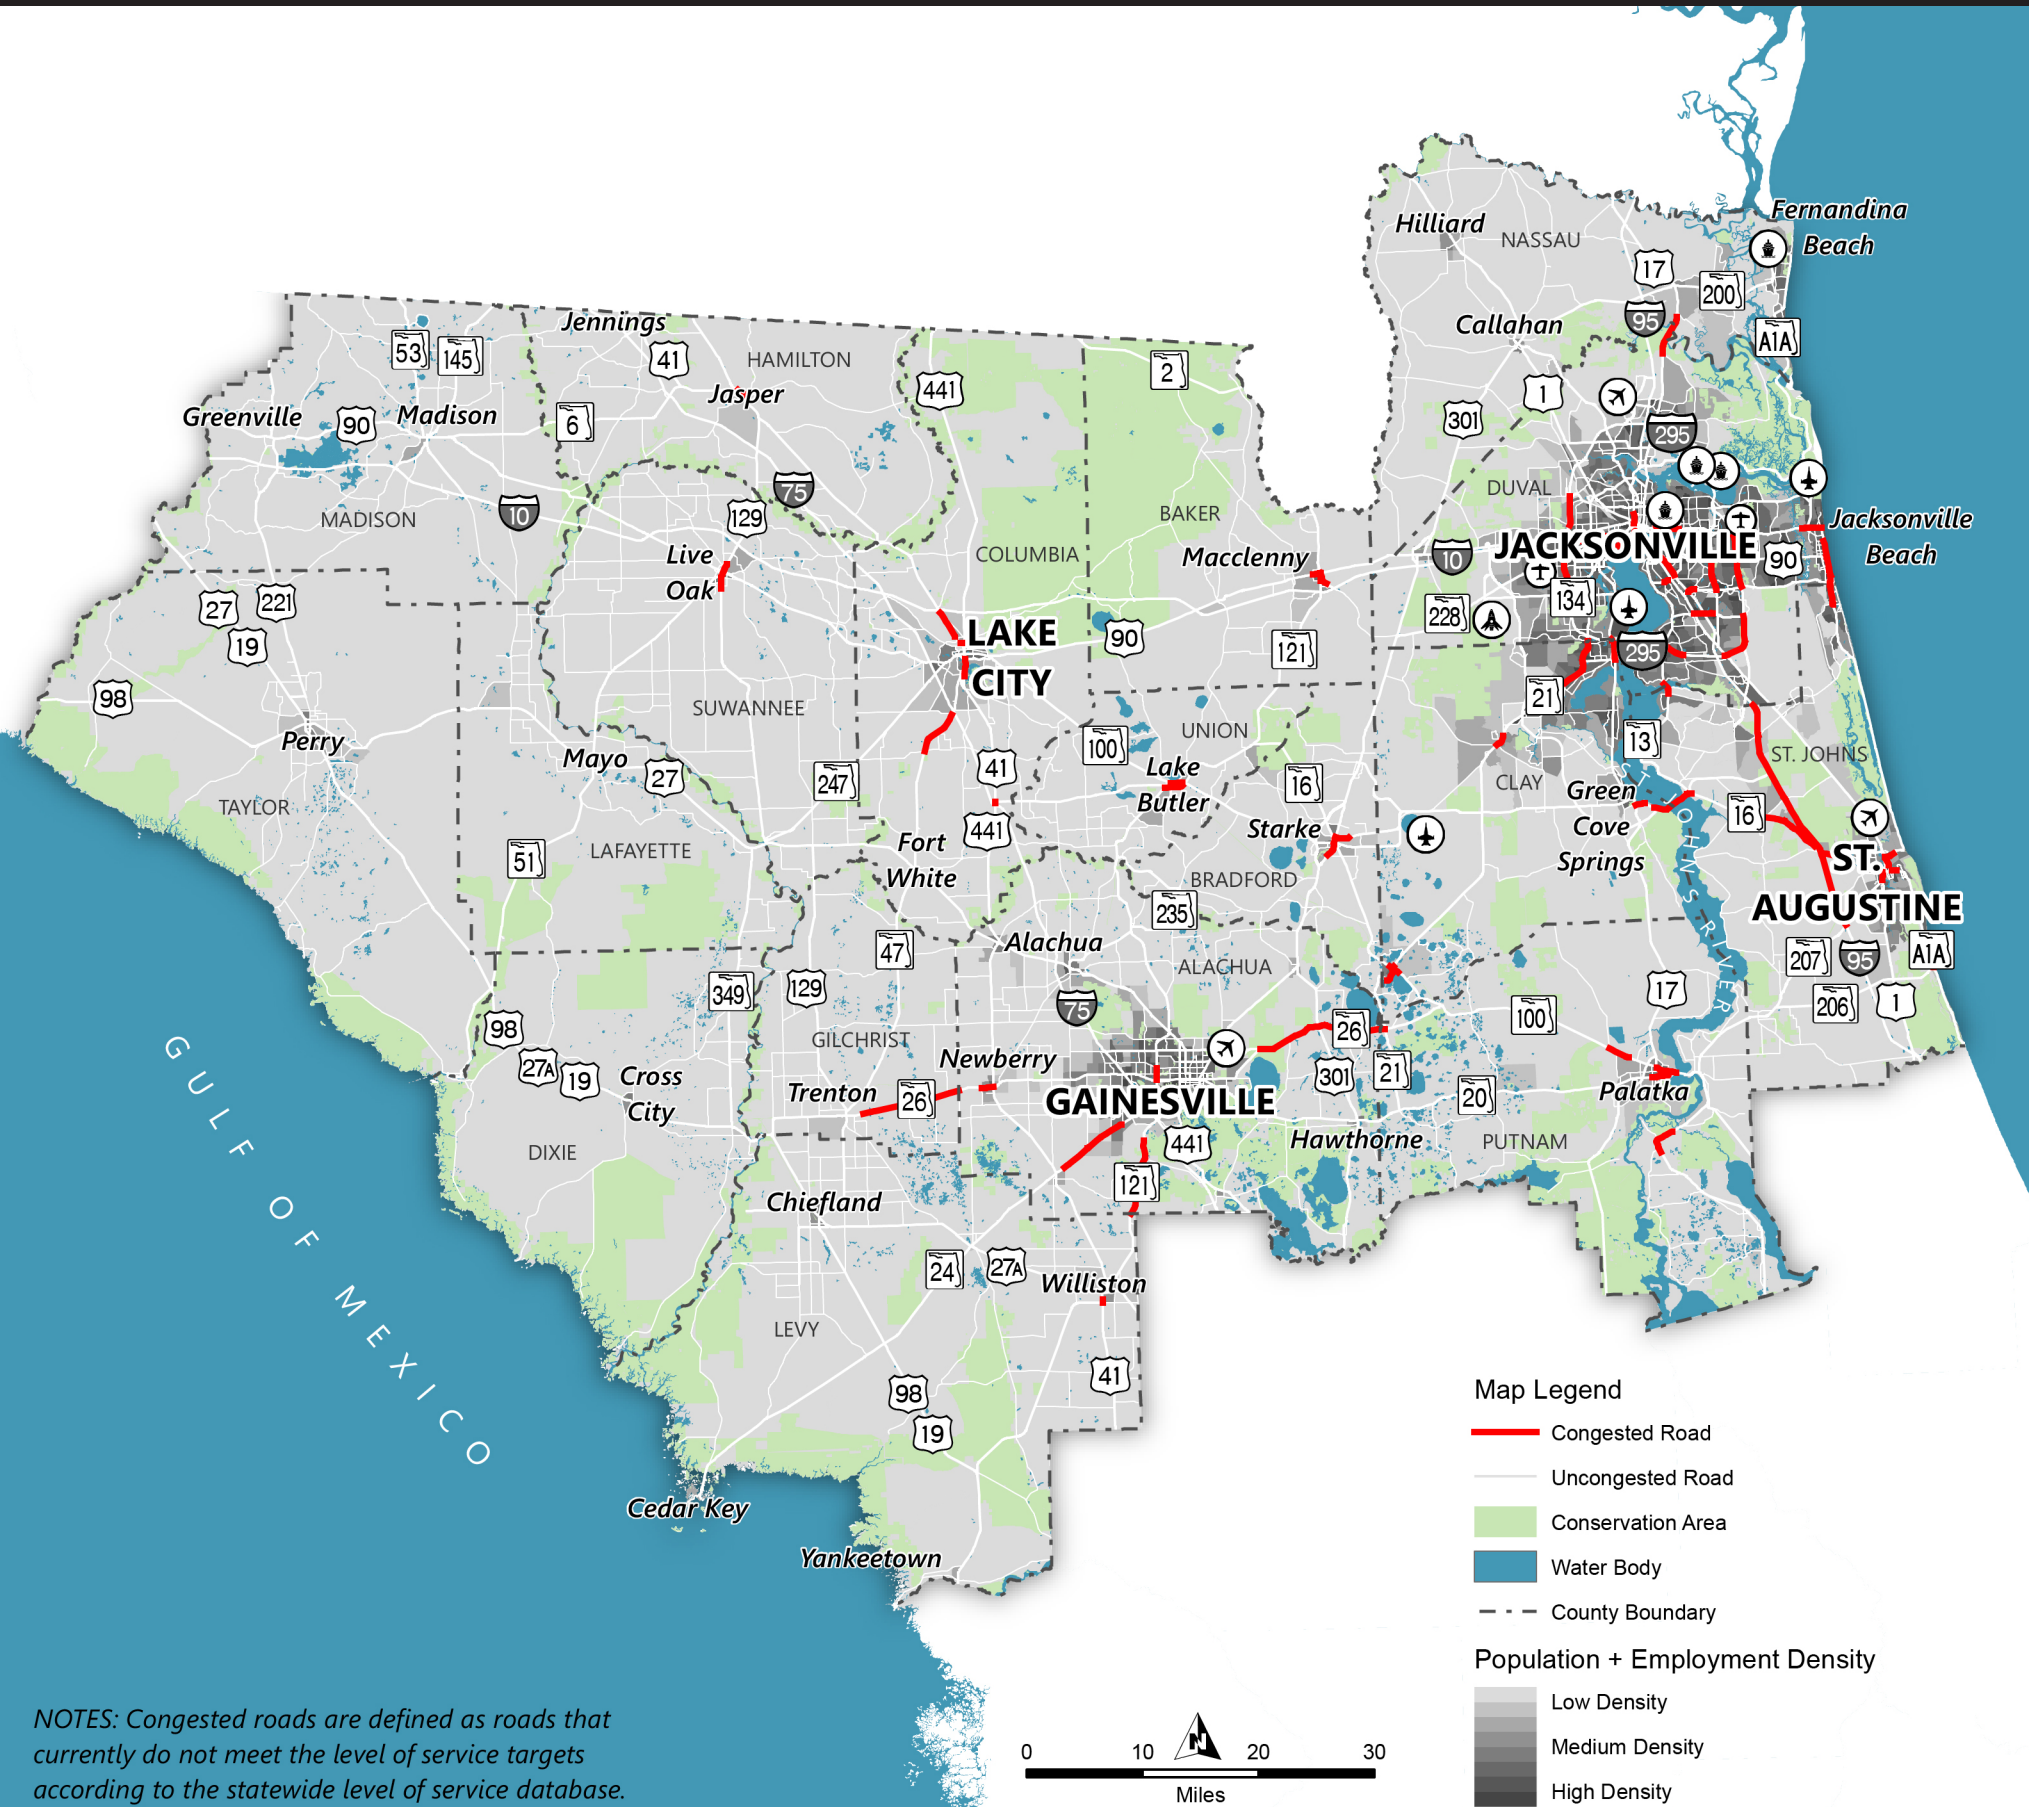 Fernandina
Beach
Hilliard
NASSAU
17
200
95
A1A
Callahan
Jennings
41
HAMILTON
53
145
Jasper
441
2
1
301
295
Greenville
90
Madison
6
75
DUVAL
MADISON
10
129
BAKER
Jacksonville
Beach
JACKSONVILLE
90
Live
Oak
COLUMBIA
Macclenny
10
134
228
27
221
19
LAKE
CITY
90
121
295
98
SUWANNEE
21
UNION
100
13
ST. JOHNS
Perry
Mayo
27
247
41
Lake
Butler
16
CLAY
Green
Cove
Springs
16
TAYLOR
441
Starke
51
LAFAYETTE
Fort
White
BRADFORD
ST. JOHNS RIVER
ST.
AUGUSTINE
235
47
Alachua
ALACHUA
207
95
A1A
349
129
75
17
206
1
98
GILCHRIST
26
100
27A
19
Cross
City
Newberry
Trenton
26
301
21
20
Palatka
GAINESVILLE
441
Hawthorne
PUTNAM
DIXIE
121
Chiefland
24
27A
Williston
LEVY
41
98
19
GULF OF MEXICO
Cedar Key
Yankeetown
Map Legend
Congested Road
Uncongested Road
Conservation Area
Water Body
County Boundary
Population + Employment Density
Low Density
Medium Density
High Density
N
0 10 20 30
Miles
NOTES: Congested roads are defined as roads that
currently do not meet the level of service targets
according to the statewide level of service database.